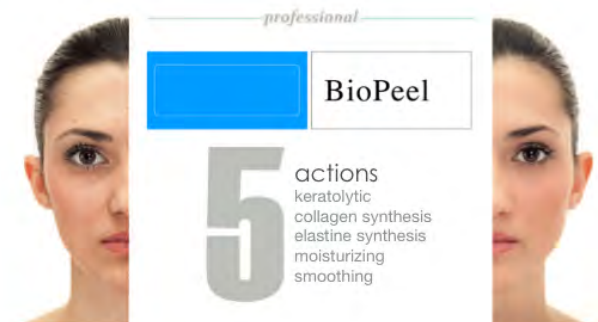 professional
BioPeel
5
actions
keratolytic
collagen synthesis
elastine synthesis
moisturizing
smoothing